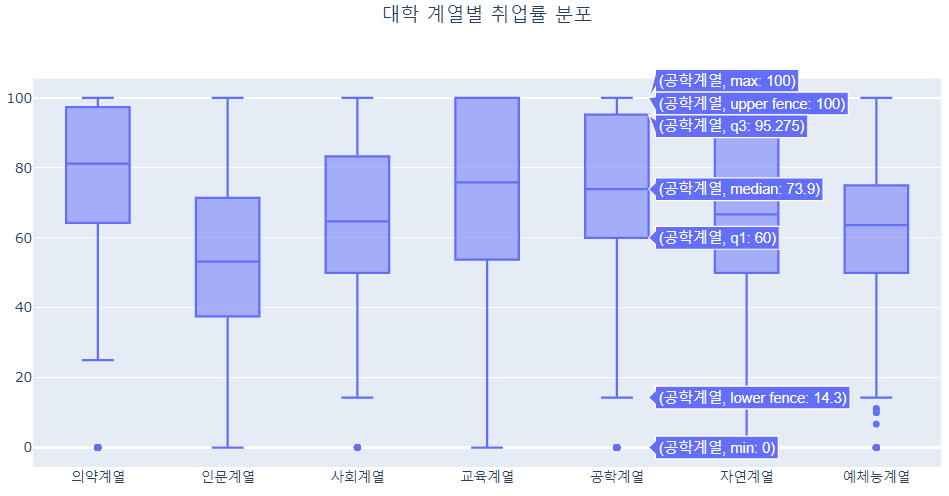 대학 계열별 취업률 분포
100
80
60
40
20
0
(공학계열, max: 100)
(공학계열, upper fence: 100)
(공학계열, q3: 95.275)
(공학계열, median: 73.9)
(공학계열, q1: 60)
(공학계열, lower fence: 14.3)
(공학계열, min: 0)
의약계열
인문계열
사회계열
교육계열
공학계열
자연계열
예체능계열